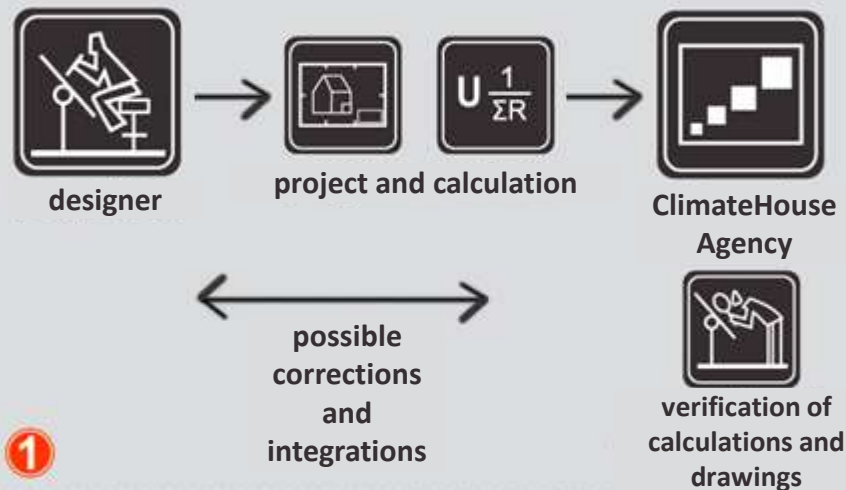 U 1
ΣR
designer
project and calculation
ClimateHouse
Agency
possible
corrections
and
integrations
verification of
calculations and
drawings
1